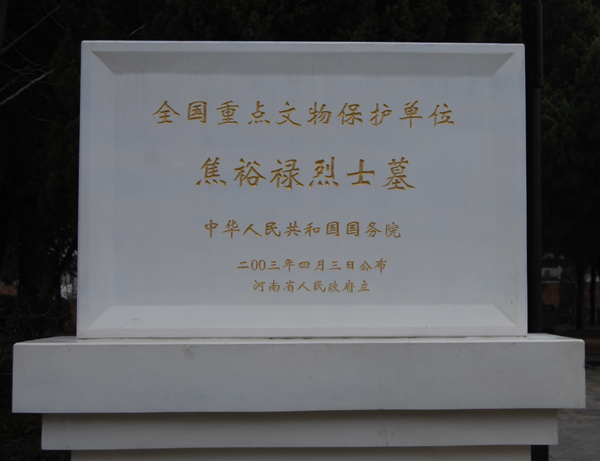 全国重点文物保护单位
焦裕禄烈士墓
中华人民共和国国务院
二00三年四月三日公布
河南省人民政府立